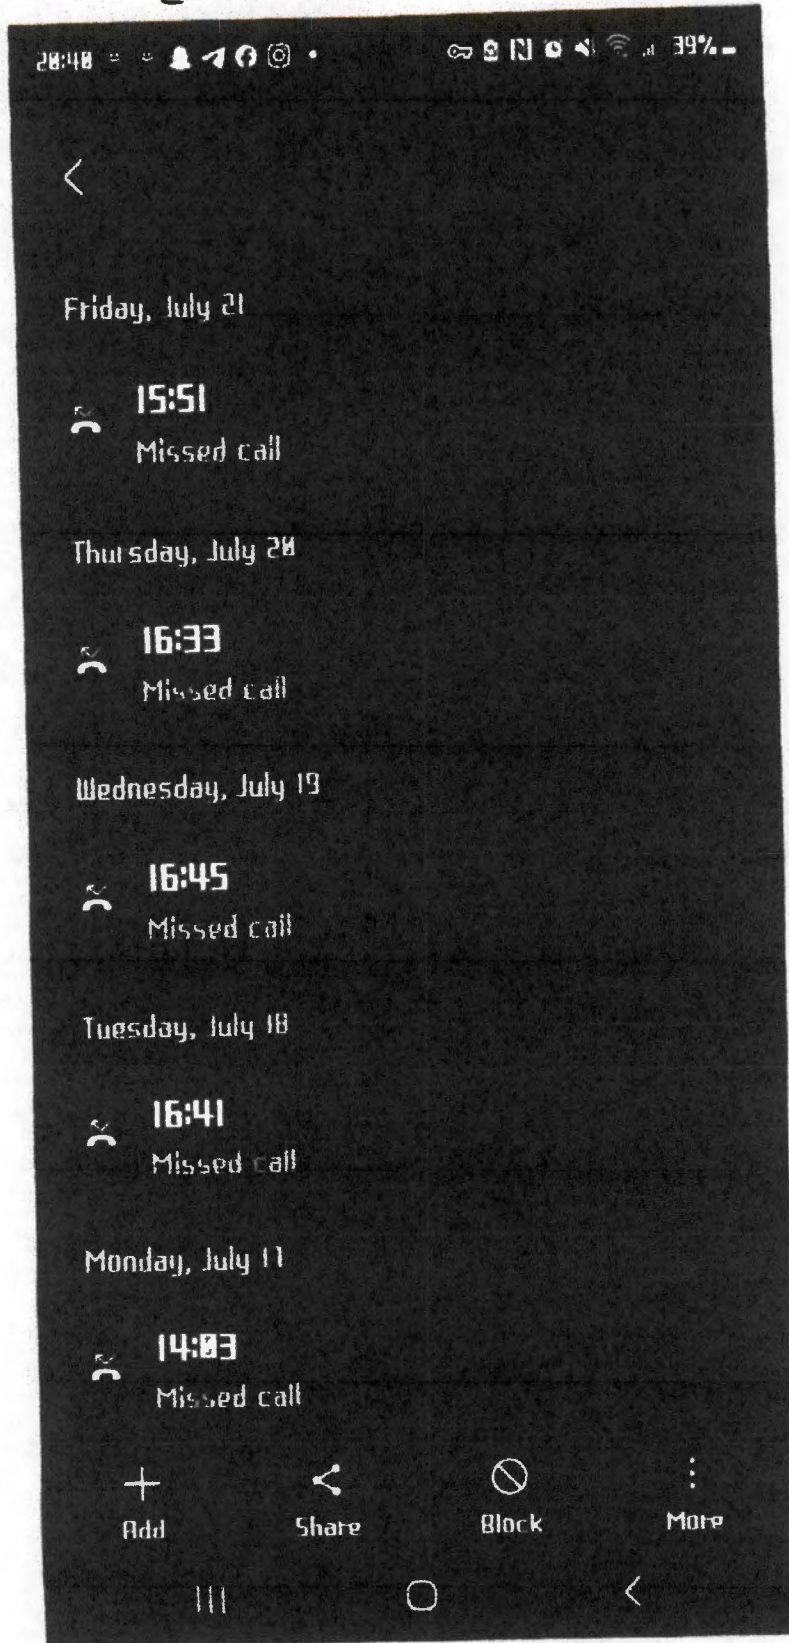 20:40
39%
Friday, July 21
15:51
Missed call
Thursday, July 20
16:33
Missed call
Wednesday, July 19
16:45
Missed call
Tuesday, July 18
16:41
Missed call
Monday, July 17
14:03
Missed call
Add Share Block More